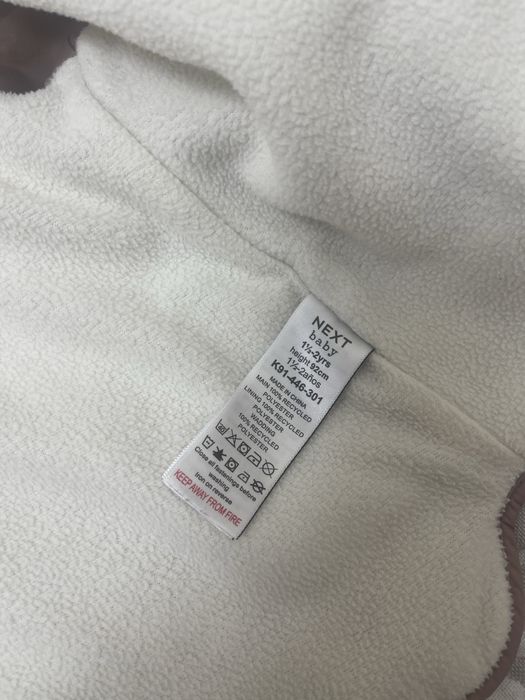 NEXT
baby
1½-2yrs
height 92cm
1½-2años
K91-446-301
MADE IN CHINA
MAIN 100% RECYCLED
POLYESTER
LINING 100% RECYCLED
POLYESTER
WADDING
100% RECYCLED
POLYESTER
Close all fastenings before
washing
Iron on reverse
KEEP AWAY FROM FIRE